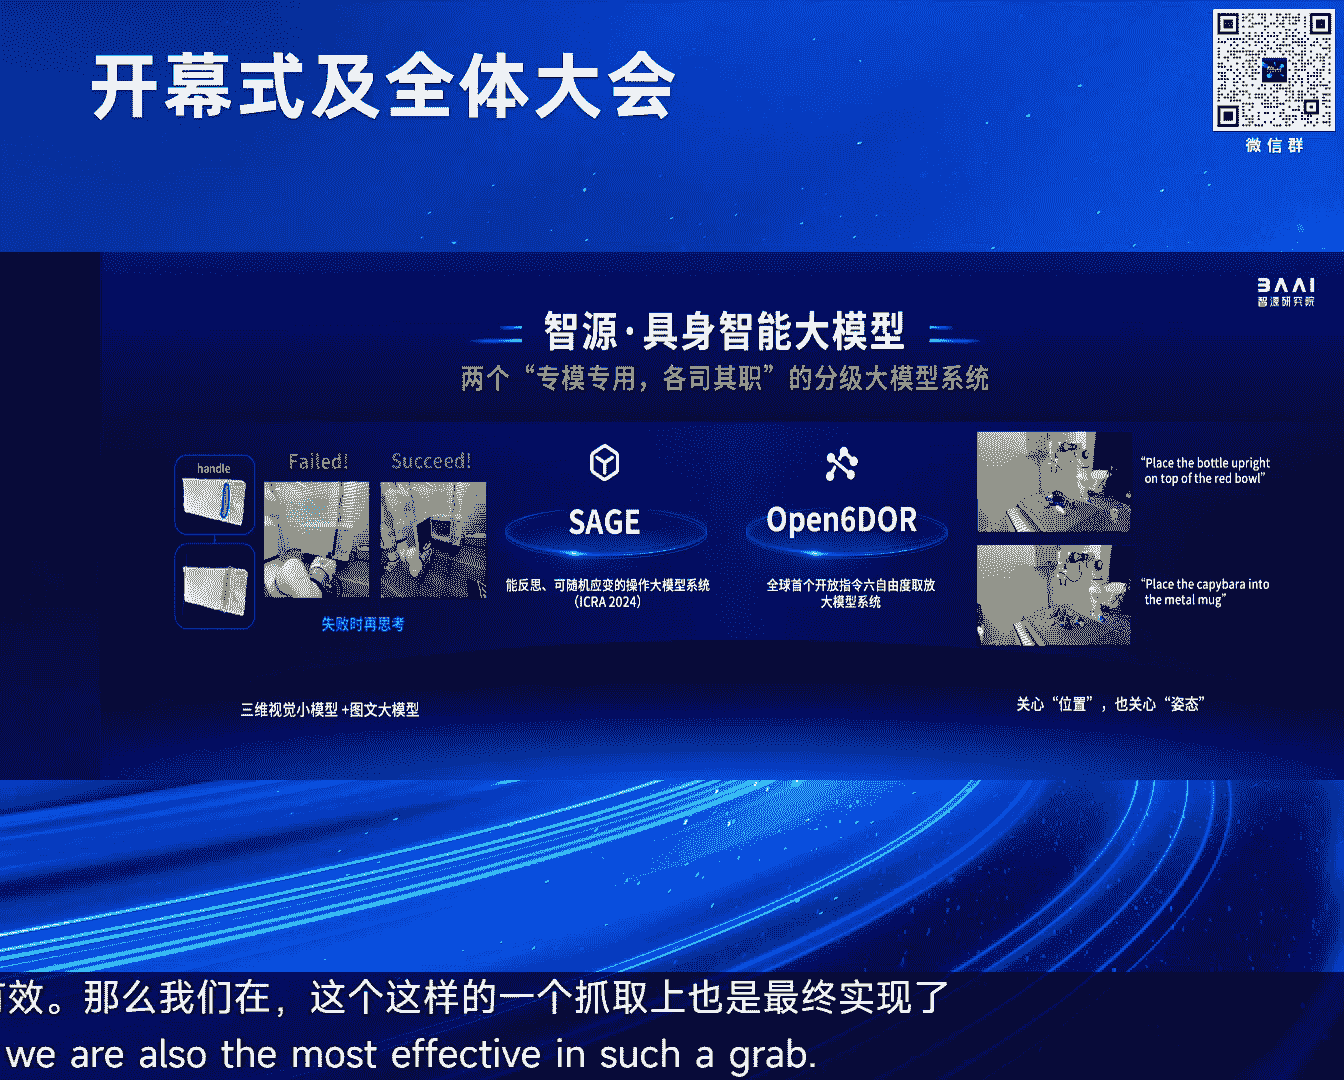 开幕式及全体大会
微信群
BAAI
智源研究院
智源·具身智能大模型
两个“专模专用，各司其职”的分级大模型系统
handle
Failed!
Succeed!
失败时再思考
三维视觉小模型+图文大模型
SAGE
能反思、可随机应变的操作大模型系统
（ICRA 2024）
Open6DOR
全球首个开放指令六自由度取放
大模型系统
“Place the bottle upright
on top of the red bowl”
“Place the capybara into
the metal mug”
关心“位置”，也关心“姿态”
效。那么我们在，这个这样的一个抓取上也是最终实现了
we are also the most effective in such a grab.